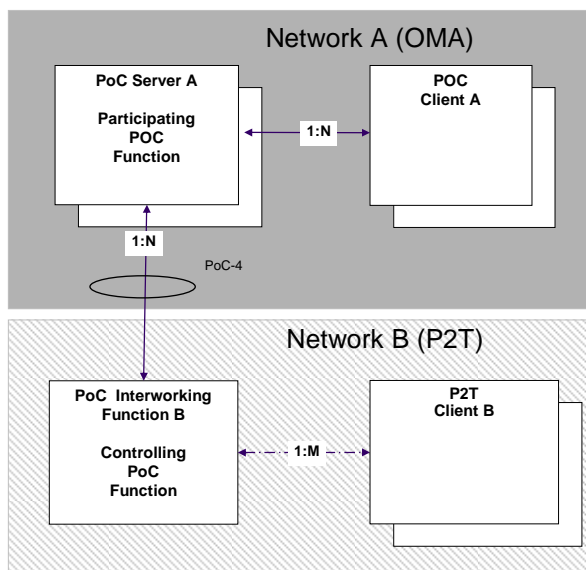 Network A (OMA)
PoC Server A
Participating
POC
Function
POC
Client A
1:N
1:N
PoC-4
Network B (P2T)
PoC Interworking
Function B
Controlling
PoC
Function
P2T
Client B
1:M